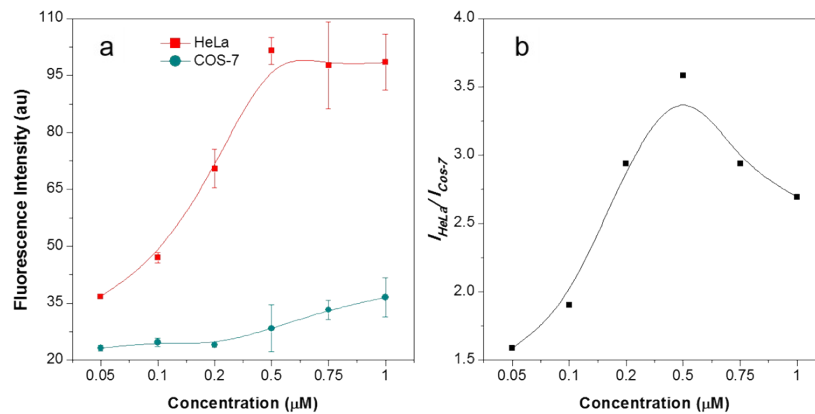 a
HeLa
COS-7
Fluorescence Intensity (au)
110
95
80
65
50
35
20
0.05 0.1 0.2 0.5 0.75 1
Concentration (μM)
b
I HeLa / I Cos-7
4.0
3.5
3.0
2.5
2.0
1.5
0.05 0.1 0.2 0.5 0.75 1
Concentration (μM)